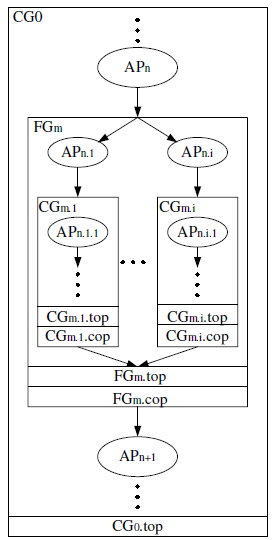 CG0
APn
FGm
APn.1
APn.i
CGm.1
CGm.i
APn.1.1
APn.i.1
CGm.1.top
CGm.i.top
CGm.1.cop
CGm.i.cop
FGm.top
FGm.cop
APn+1
CG0.top